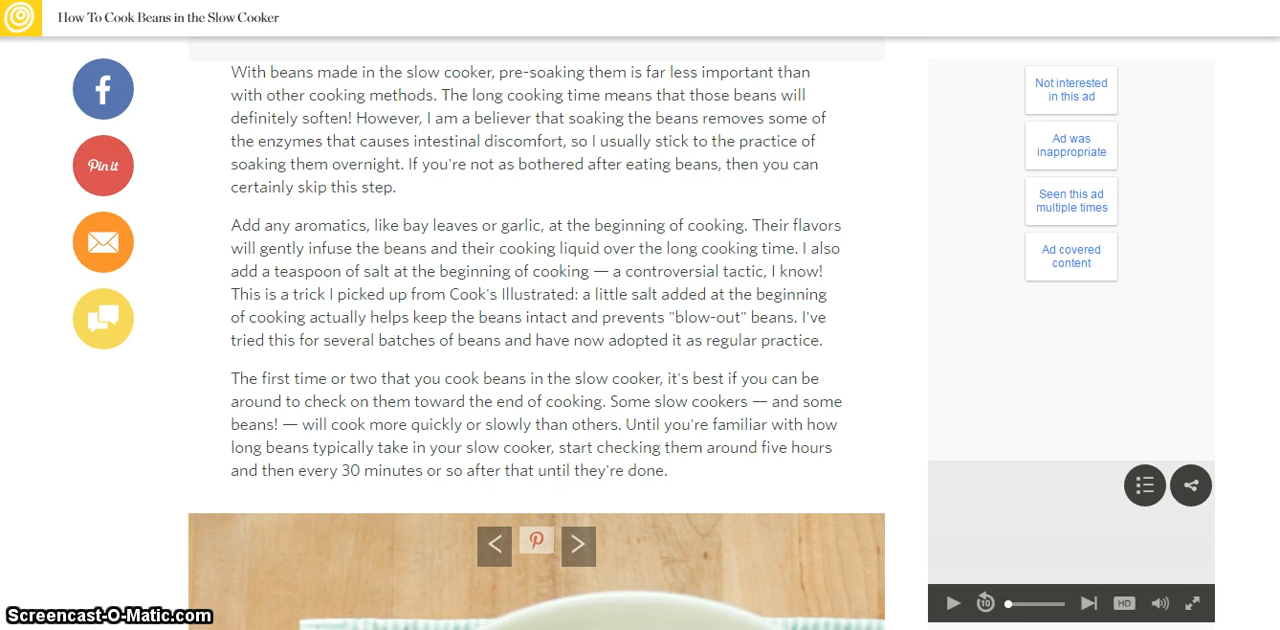 How To Cook Beans in the Slow Cooker
With beans made in the slow cooker, pre-soaking them is far less important than
with other cooking methods. The long cooking time means that those beans will
definitely soften! However, I am a believer that soaking the beans removes some of
the enzymes that causes intestinal discomfort, so I usually stick to the practice of
soaking them overnight. If you're not as bothered after eating beans, then you can
certainly skip this step.
Add any aromatics, like bay leaves or garlic, at the beginning of cooking. Their flavors
will gently infuse the beans and their cooking liquid over the long cooking time. I also
add a teaspoon of salt at the beginning of cooking — a controversial tactic, I know!
This is a trick I picked up from Cook's Illustrated: a little salt added at the beginning
of cooking actually helps keep the beans intact and prevents "blow-out" beans. I've
tried this for several batches of beans and have now adopted it as regular practice.
The first time or two that you cook beans in the slow cooker, it's best if you can be
around to check on them toward the end of cooking. Some slow cookers — and some
beans! — will cook more quickly or slowly than others. Until you're familiar with how
long beans typically take in your slow cooker, start checking them around five hours
and then every 30 minutes or so after that until they're done.
f
Pin it
Not interested
in this ad
Ad was
inappropriate
Seen this ad
multiple times
Ad covered
content
10
HD
Screencast-O-Matic.com